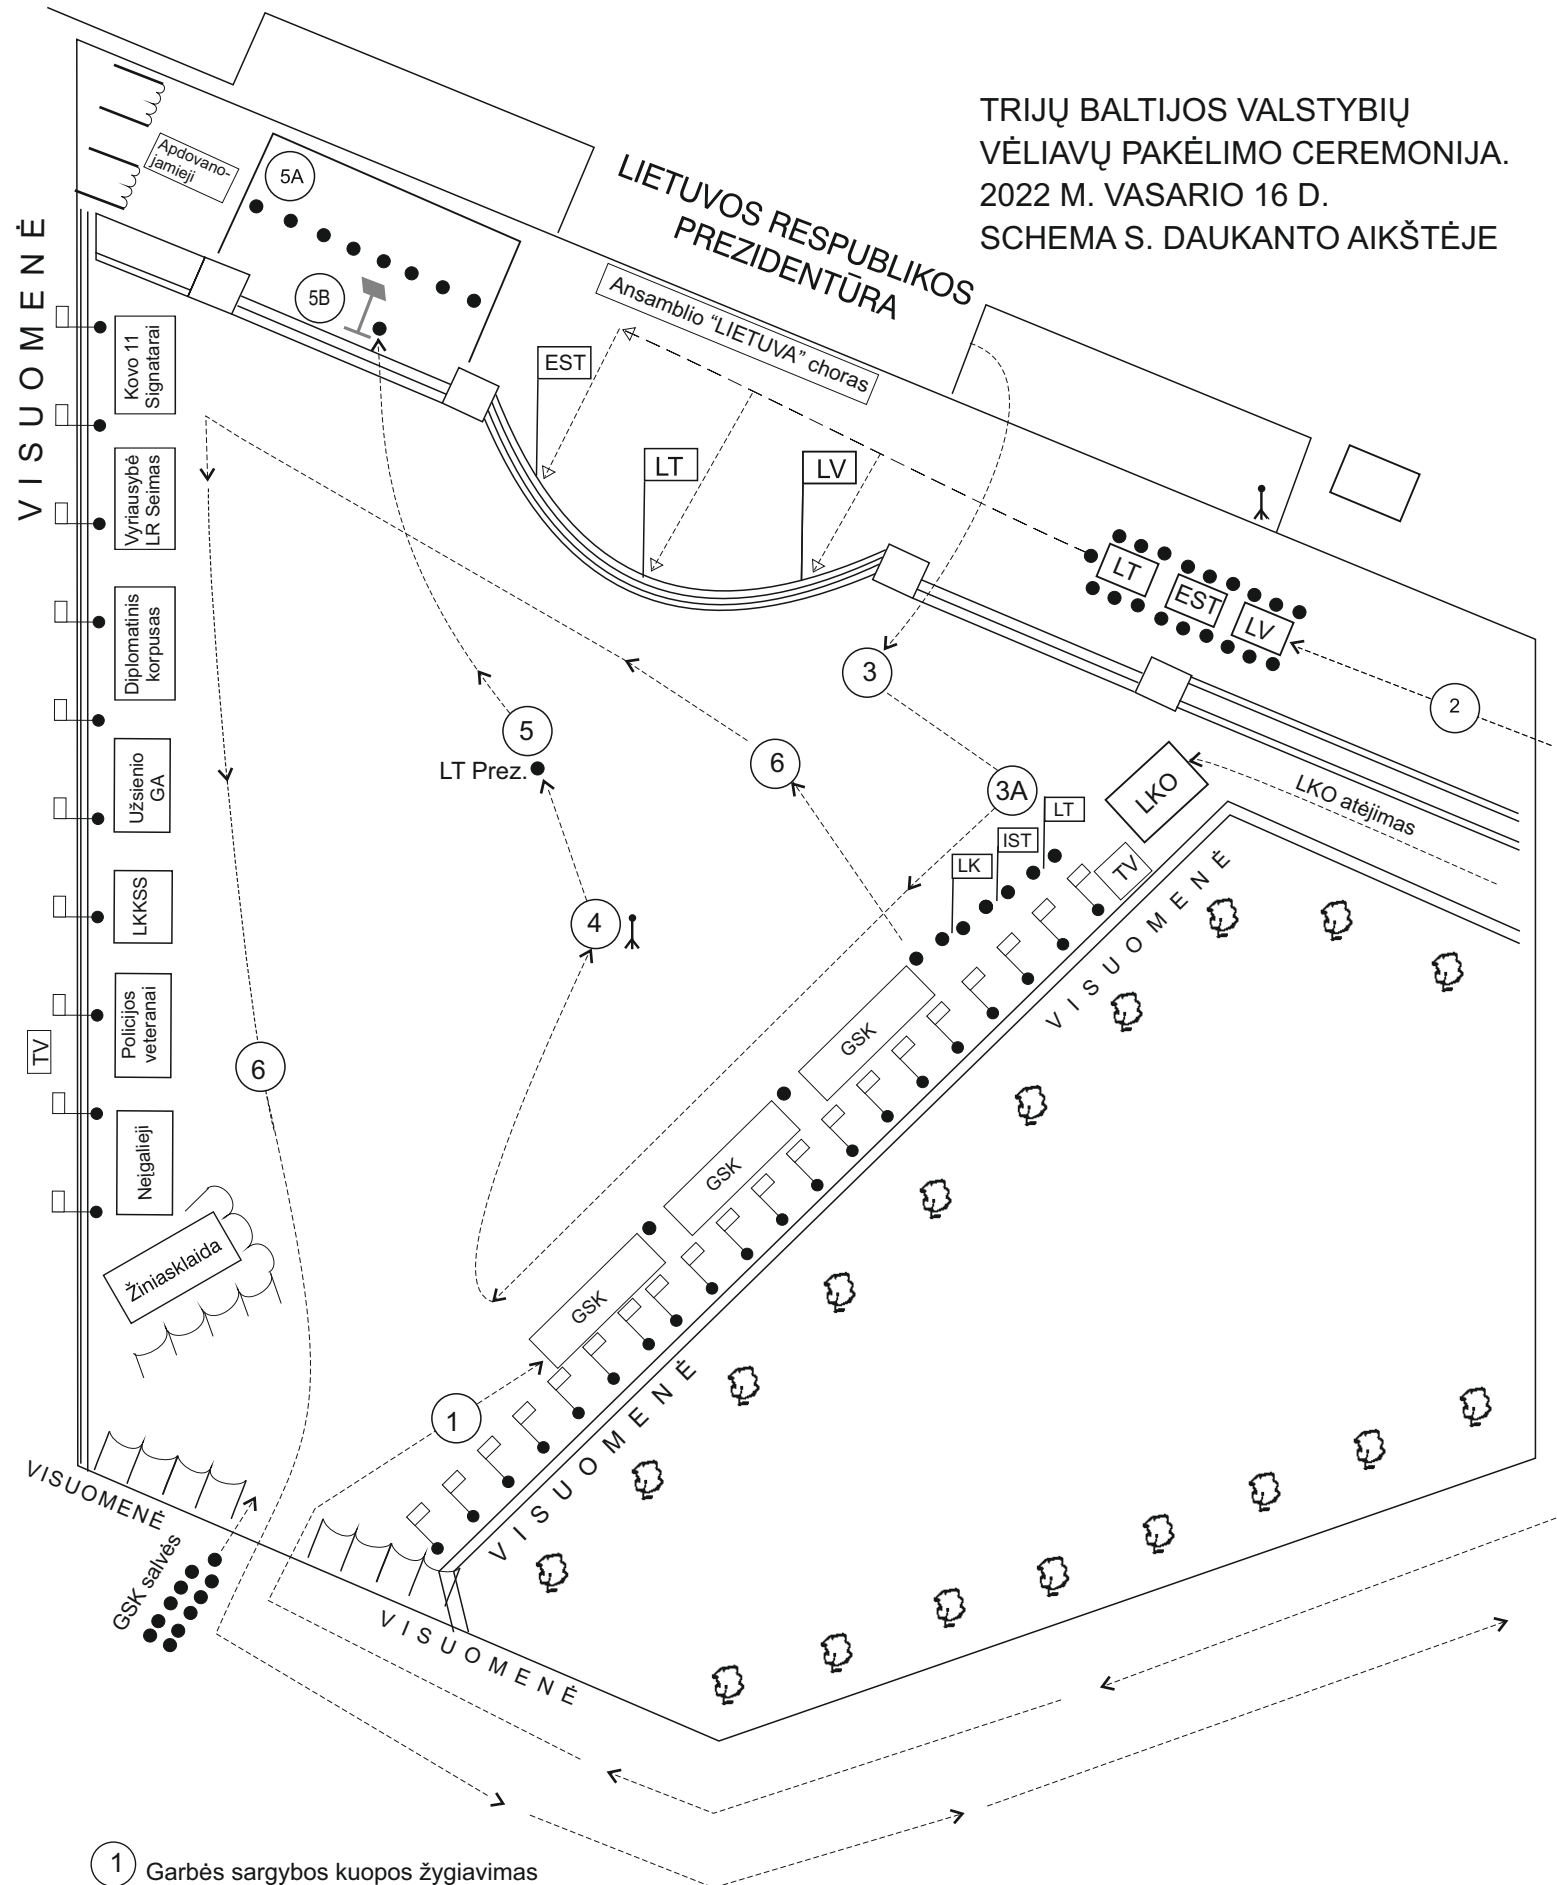 TRIJŲ BALTIJOS VALSTYBIŲ
VĖLIAVŲ PAKĖLIMO CEREMONIJA.
2022 M. VASARIO 16 D.
SCHEMA S. DAUKANTO AIKŠTĖJE
LIETUVOS RESPUBLIKOS
PREZIDENTŪRA
Ansamblio "LIETUVA" choras
Apdovano-
jamieji
5A
5B
VISUOMENĖ
Kovo 11
Signatarai
Vyriausybė
LR Seimas
Diplomatinis
korpusas
Užsienio
GA
LKKSS
Policijos
veteranai
TV
Neįgalieji
Žiniasklaida
EST
LT
LV
LT
EST
LV
2
3
3A
5
LT Prez.
6
4
6
LKO
LKO atėjimas
LT
IST
LK
TV
VISUOMENĖ
GSK
GSK
GSK
1
VISUOMENĖ
VISUOMENĖ
GSK salvės
VISUOMENĖ
1 Garbės sargybos kuopos žygiavimas